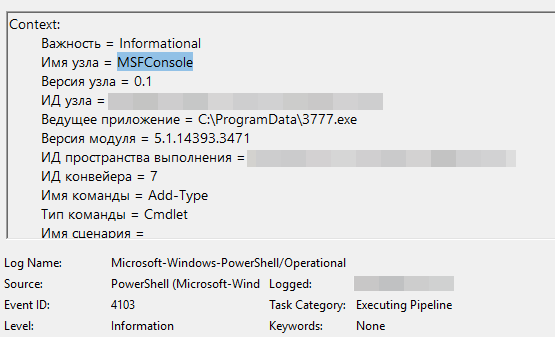 Context:
Важность = Informational
Имя узла = MSFConsole
Версия узла = 0.1
ИД узла =
Ведущее приложение = C:\ProgramData\3777.exe
Версия модуля = 5.1.14393.3471
ИД пространства выполнения =
ИД конвейера = 7
Имя команды = Add-Type
Тип команды = Cmdlet
Имя сценария =
Log Name: Microsoft-Windows-PowerShell/Operational
Source: PowerShell (Microsoft-Wind Logged:
Event ID: 4103 Task Category: Executing Pipeline
Level: Information Keywords: None